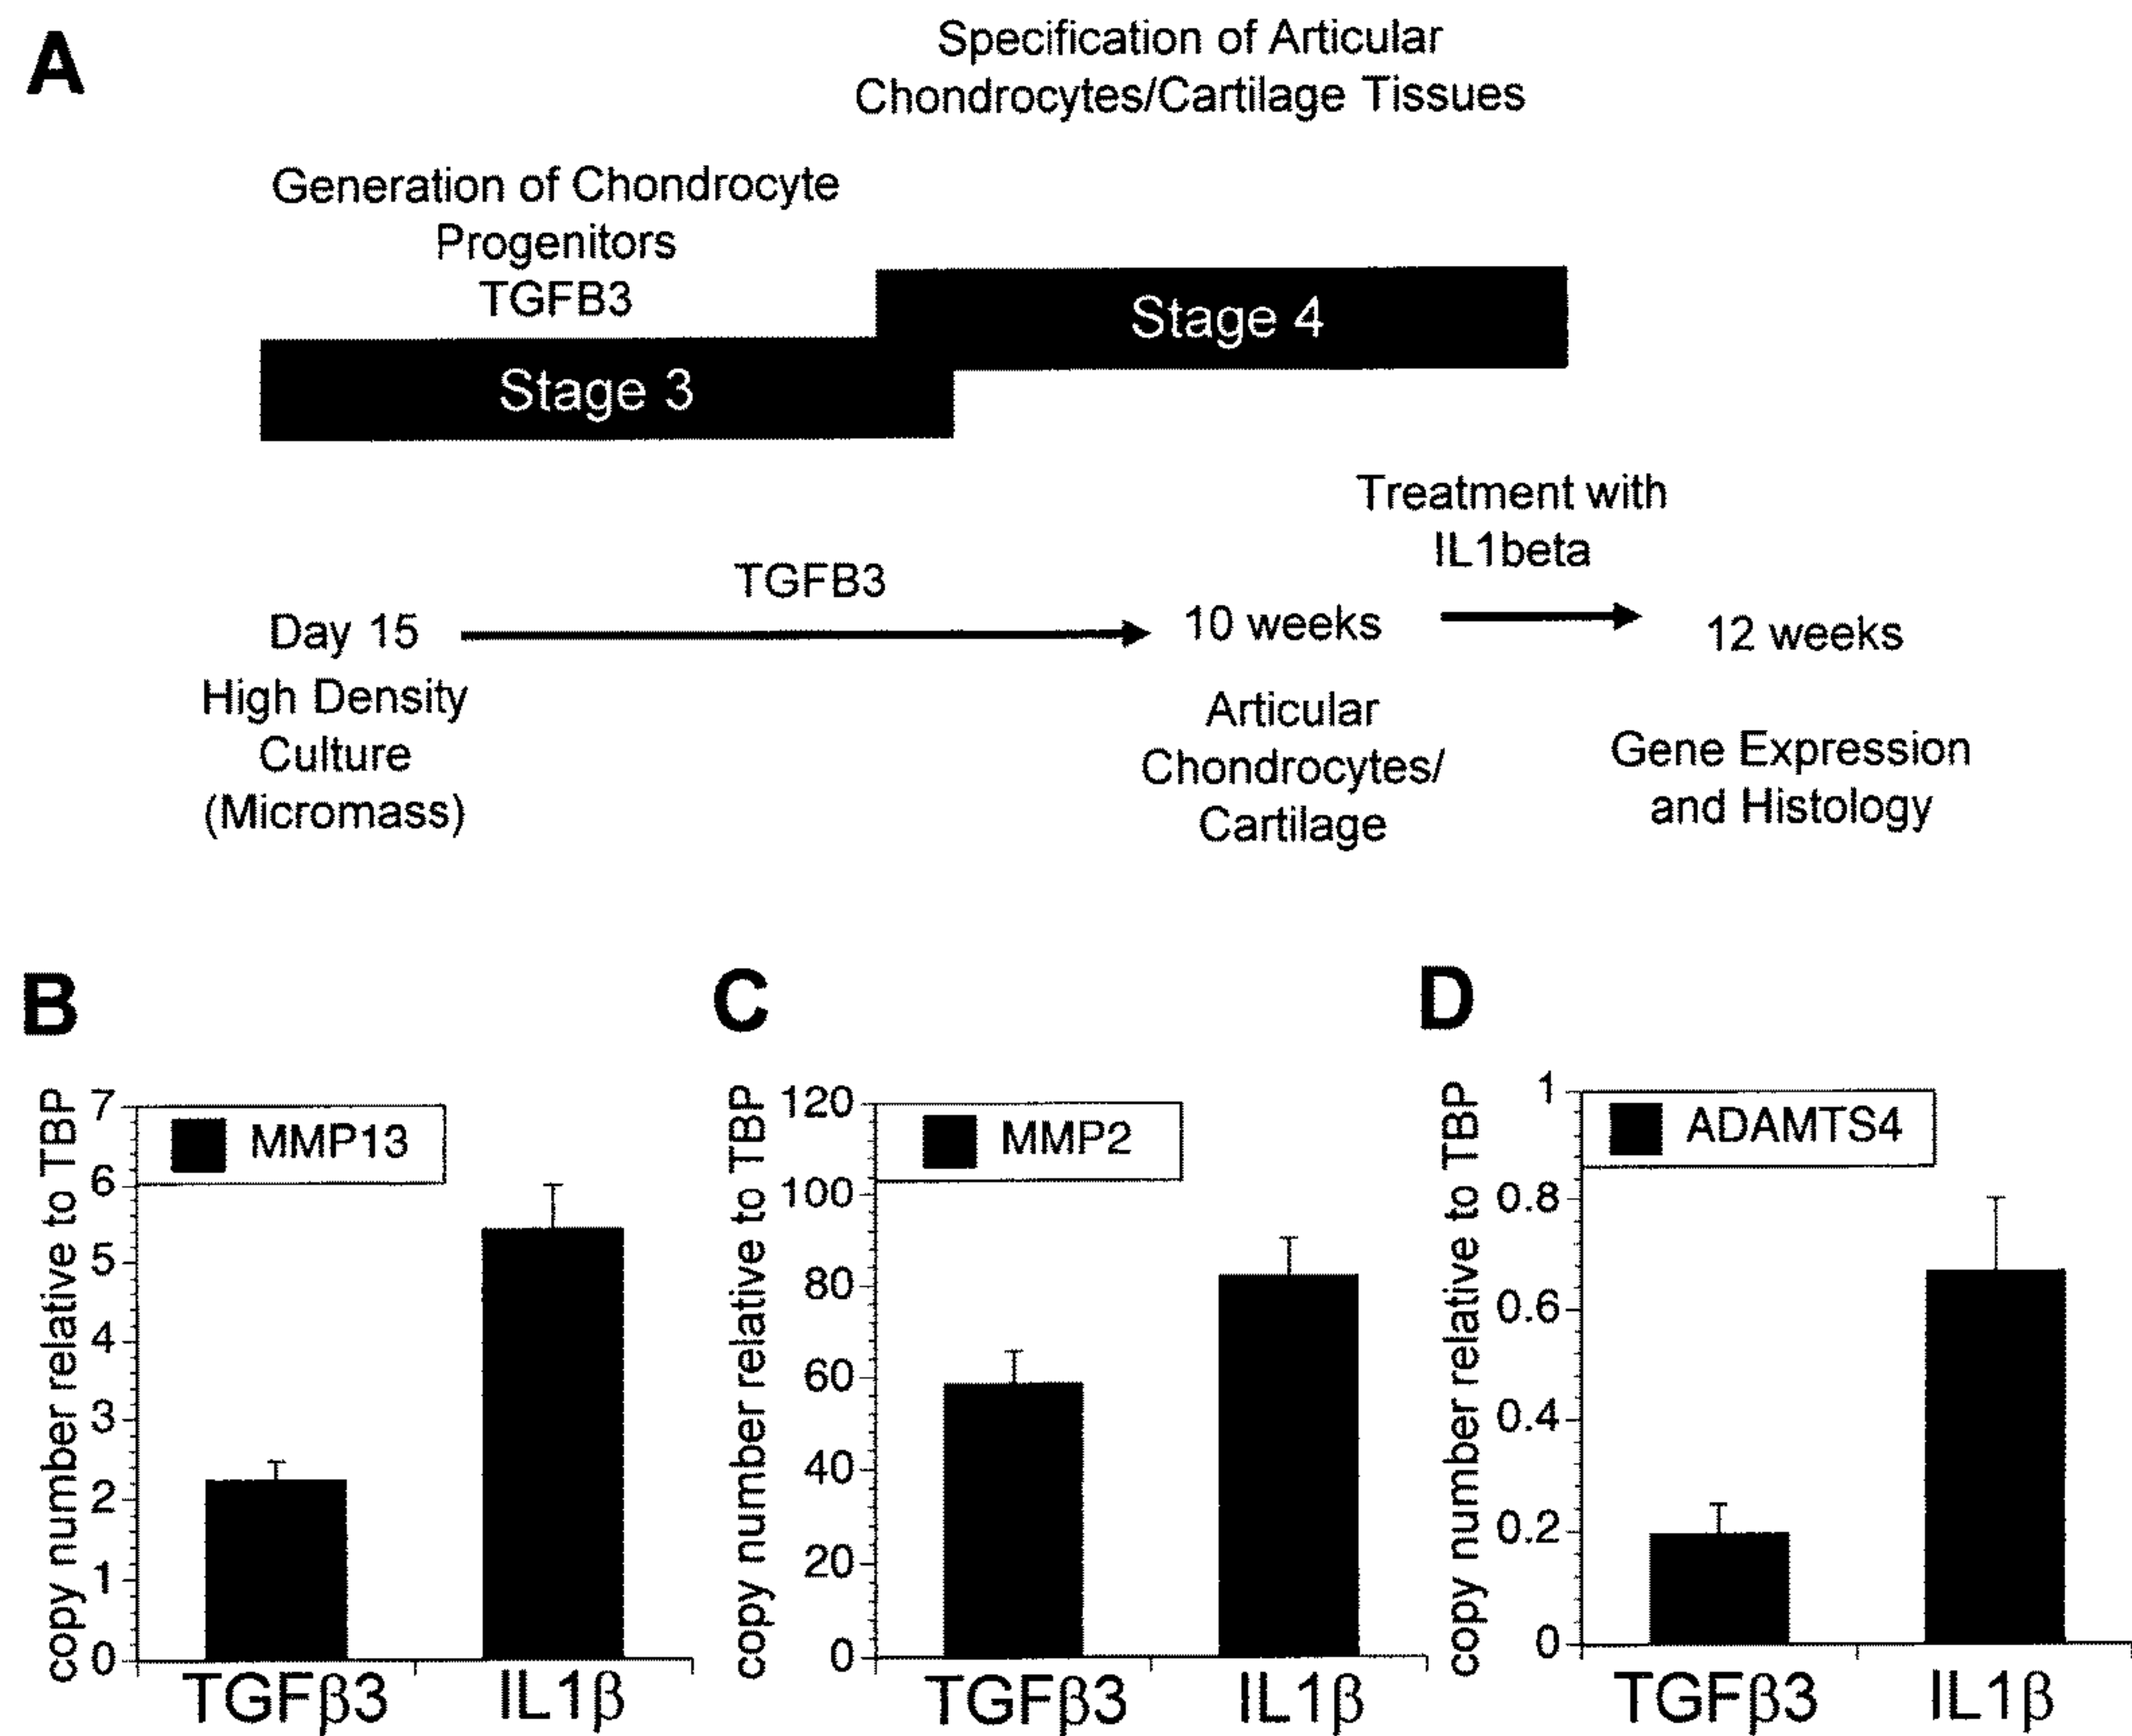 A
Specification of Articular
Chondrocytes/Cartilage Tissues
Generation of Chondrocyte
Progenitors
TGFB3
Stage 4
Stage 3
Treatment with
IL1beta
TGFB3
Day 15
10 weeks
12 weeks
High Density
Culture
(Micromass)
Articular
Chondrocytes/
Cartilage
Gene Expression
and Histology
B
copy number relative to TBP
7
6
5
4
3
2
1
0
MMP13
TGFβ3
IL1β
C
copy number relative to TBP
120
100
80
60
40
20
0
MMP2
TGFβ3
IL1β
D
copy number relative to TBP
1
0.8
0.6
0.4
0.2
0
ADAMTS4
TGFβ3
IL1β